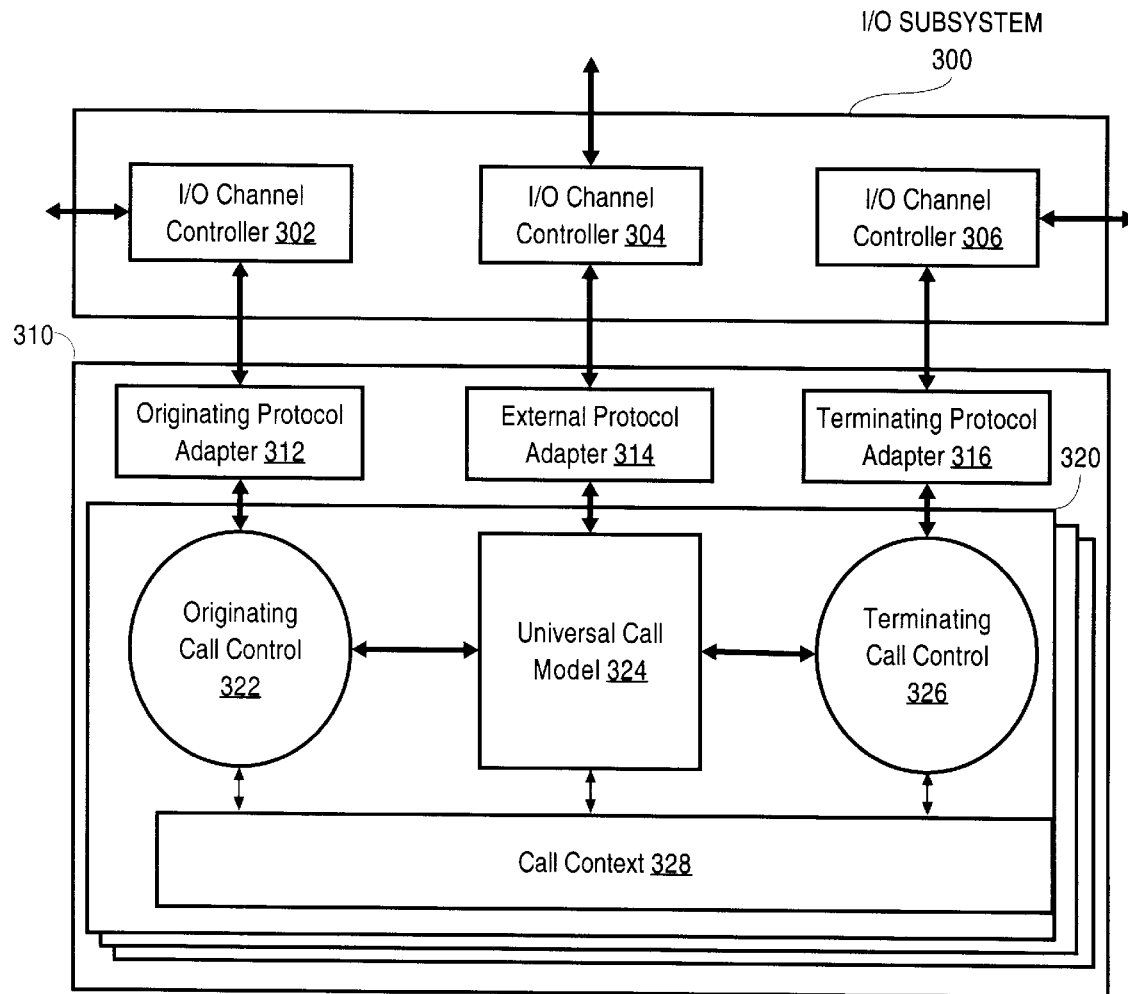 I/O SUBSYSTEM
300
I/O Channel
Controller 302
I/O Channel
Controller 304
I/O Channel
Controller 306
310
Originating Protocol
Adapter 312
External Protocol
Adapter 314
Terminating Protocol
Adapter 316
320
Originating
Call Control
322
Universal Call
Model 324
Terminating
Call Control
326
Call Context 328